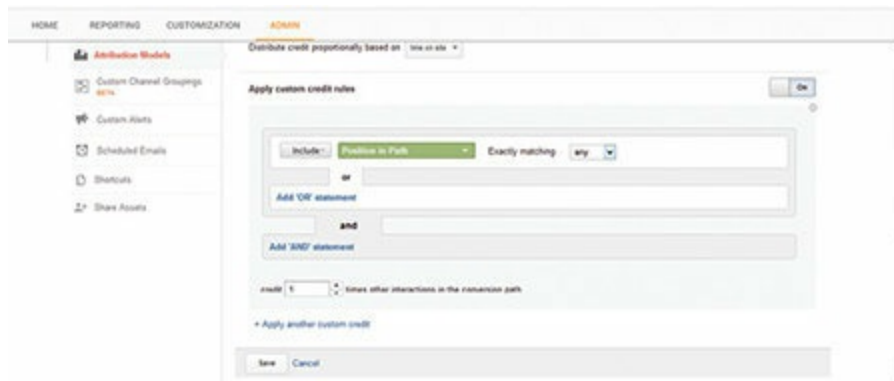 HOME REPORTING CUSTOMIZATION ADMIN
Attribution Models
Custom Channel Groupings
BETA
Custom Alerts
Scheduled Emails
Shortcuts
Share Assets
Distribute credit proportionally based on time on site
Apply custom credit rules On
Include Position in Path Exactly matching any
or
Add 'OR' statement
and
Add 'AND' statement
credit 1 times other interactions in the conversion path
+ Apply another custom credit
Save Cancel